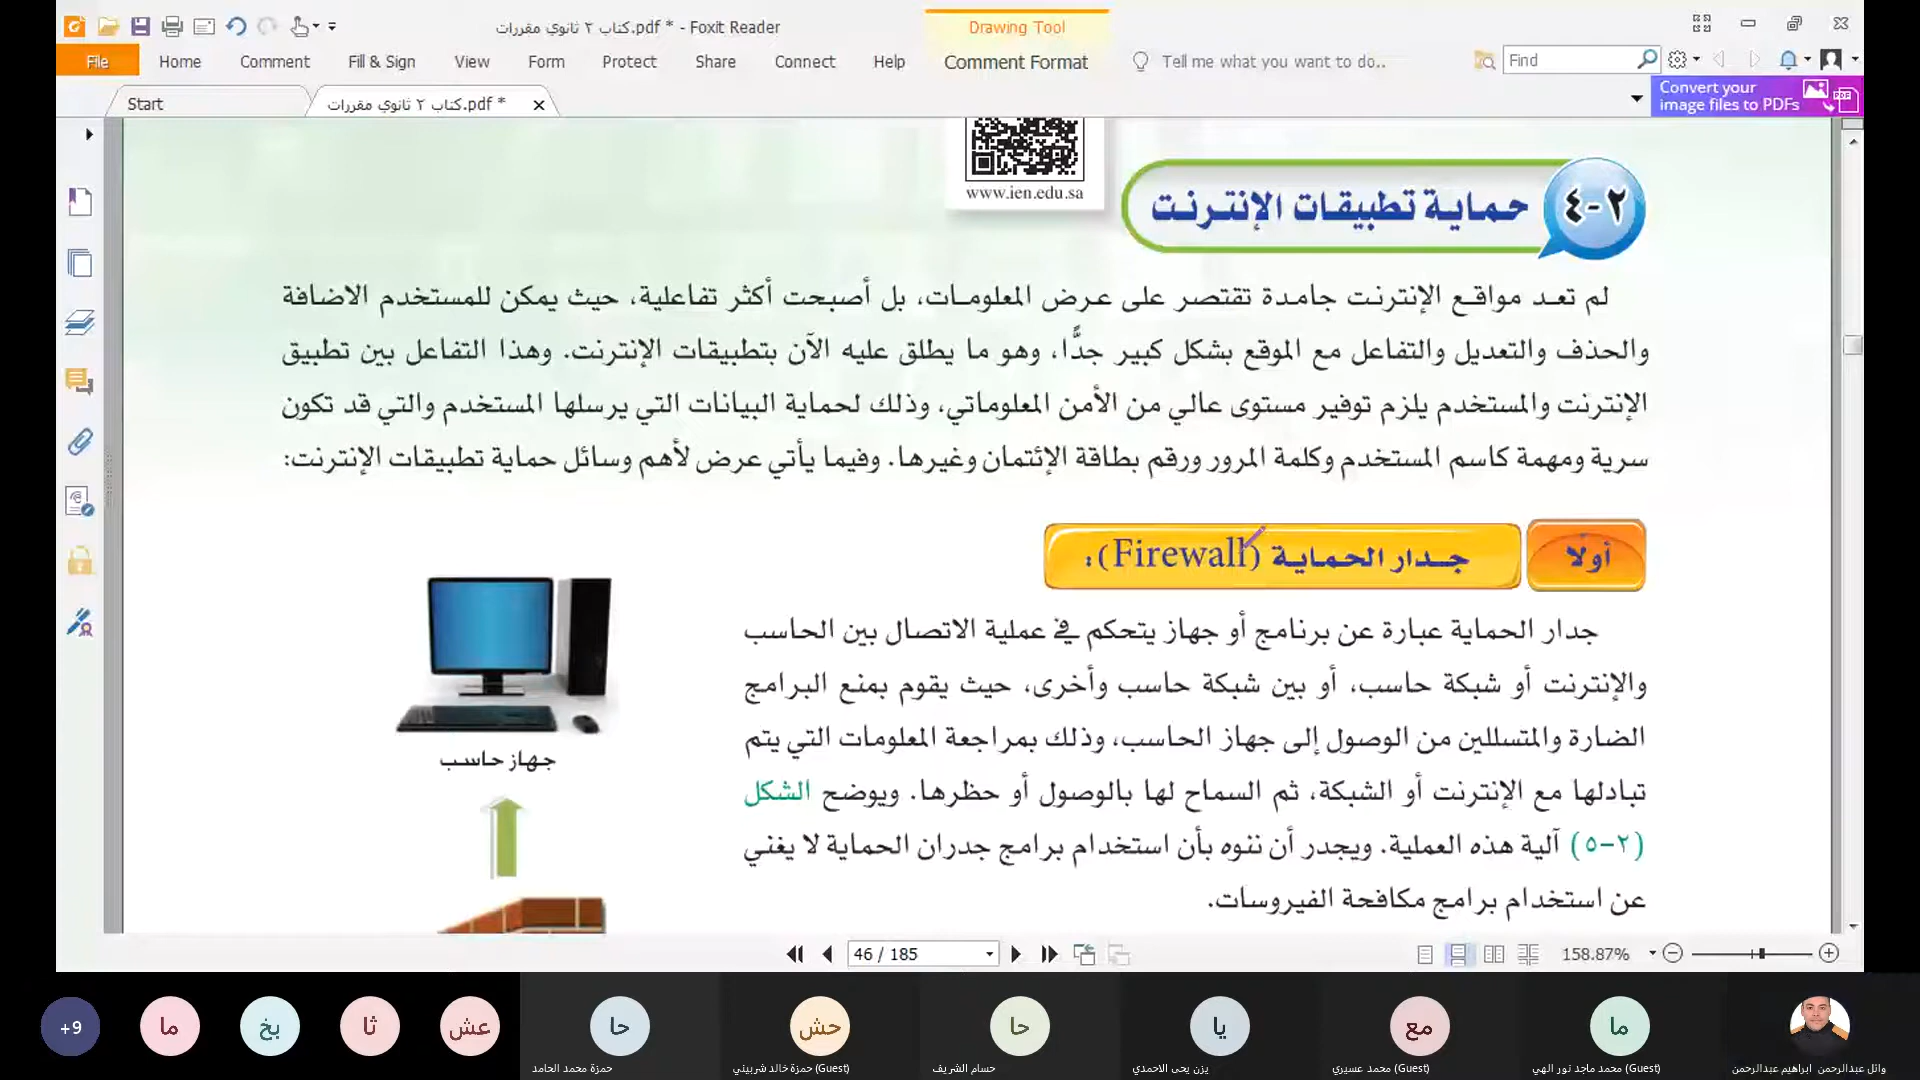 كتاب ٢ ثانوي مقررات.pdf * - Foxit Reader
Drawing Tool
File
Home
Comment
Fill & Sign
View
Form
Protect
Share
Connect
Help
Comment Format
Tell me what you want to do..
Find
Start
كتاب ٢ ثانوي مقررات.pdf *
Convert your
image files to PDFs
www.ien.edu.sa
٢-٤ حماية تطبيقات الإنترنت
لم تعد مواقع الإنترنت جامدة تقتصر على عرض المعلومات، بل أصبحت أكثر تفاعلية، حيث يمكن للمستخدم الاضافة
والحذف والتعديل والتفاعل مع الموقع بشكل كبير جدًّا، وهو ما يطلق عليه الآن بتطبيقات الإنترنت. وهذا التفاعل بين تطبيق
الإنترنت والمستخدم يلزم توفير مستوى عالي من الأمن المعلوماتي، وذلك لحماية البيانات التي يرسلها المستخدم والتي قد تكون
سرية ومهمة كاسم المستخدم وكلمة المرور ورقم بطاقة الإئتمان وغيرها. وفيما يأتي عرض لأهم وسائل حماية تطبيقات الإنترنت:
أولًا جدار الحماية (Firewall):
جدار الحماية عبارة عن برنامج أو جهاز يتحكم في عملية الاتصال بين الحاسب
والإنترنت أو شبكة حاسب، أو بين شبكة حاسب وأخرى، حيث يقوم بمنع البرامج
الضارة والمتسللين من الوصول إلى جهاز الحاسب، وذلك بمراجعة المعلومات التي يتم
تبادلها مع الإنترنت أو الشبكة، ثم السماح لها بالوصول أو حظرها. ويوضح الشكل
(٢-٥) آلية هذه العملية. ويجدر أن ننوه بأن استخدام برامج جدران الحماية لا يغني
عن استخدام برامج مكافحة الفيروسات.
جهاز حاسب
46 / 185
158.87%
+9
ما
بخ
ثا
عش
حا
حش
حا
يا
مع
ما
حمزة محمد الحامد
حمزة خالد شربيني (Guest)
حسام الشريف
يزن يحى الاحمدي
محمد عسيري (Guest)
محمد ماجد نور الهي (Guest)
وائل عبدالرحمن ابراهيم عبدالرحمن